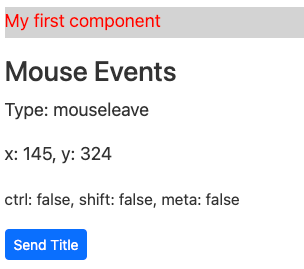 My first component
Mouse Events
Type: mouseleave
x: 145, y: 324
ctrl: false, shift: false, meta: false
Send Title